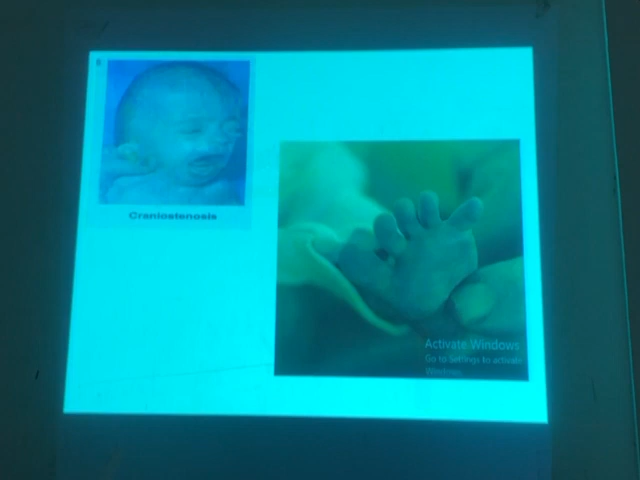 Craniostenosis
Activate Windows
Go to Settings to activate
Windows.